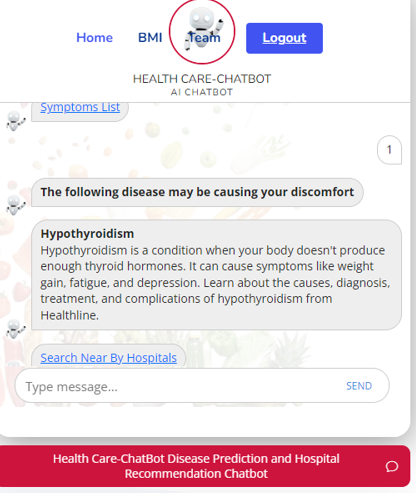 Home BMI Team Logout
HEALTH CARE-CHATBOT
AI CHATBOT
Symptoms List
1
The following disease may be causing your discomfort
Hypothyroidism
Hypothyroidism is a condition when your body doesn't produce
enough thyroid hormones. It can cause symptoms like weight
gain, fatigue, and depression. Learn about the causes, diagnosis,
treatment, and complications of hypothyroidism from
Healthline.
Search Near By Hospitals
Type message...
SEND
Health Care-ChatBot Disease Prediction and Hospital
Recommendation Chatbot